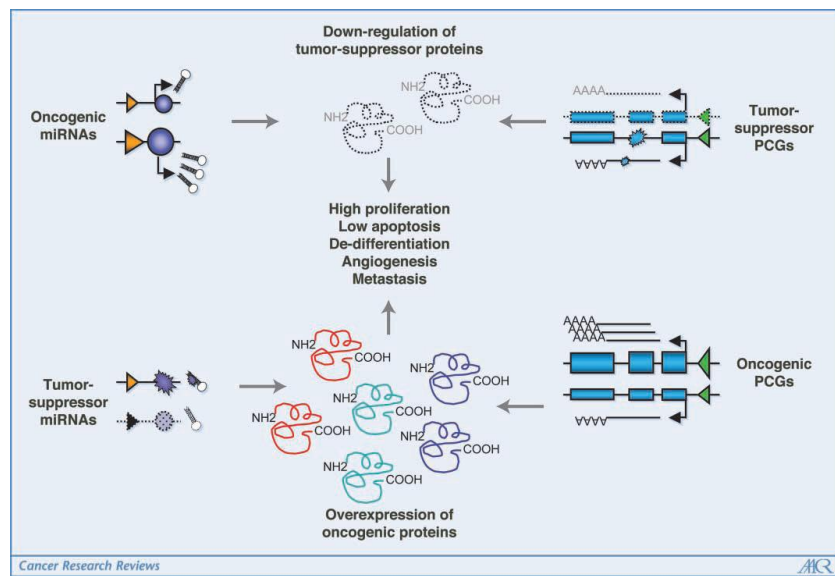 Down-regulation of
tumor-suppressor proteins
Oncogenic
miRNAs
NH2
COOH
NH2
COOH
AAAA
Tumor-
suppressor
PCGs
AAAA
High proliferation
Low apoptosis
De-differentiation
Angiogenesis
Metastasis
Tumor-
suppressor
miRNAs
NH2
COOH
NH2
COOH
NH2
COOH
NH2
COOH
NH2
COOH
NH2
COOH
AAAA
AAAA
AAAA
Oncogenic
PCGs
AAAA
Overexpression of
oncogenic proteins
Cancer Research Reviews
AACR